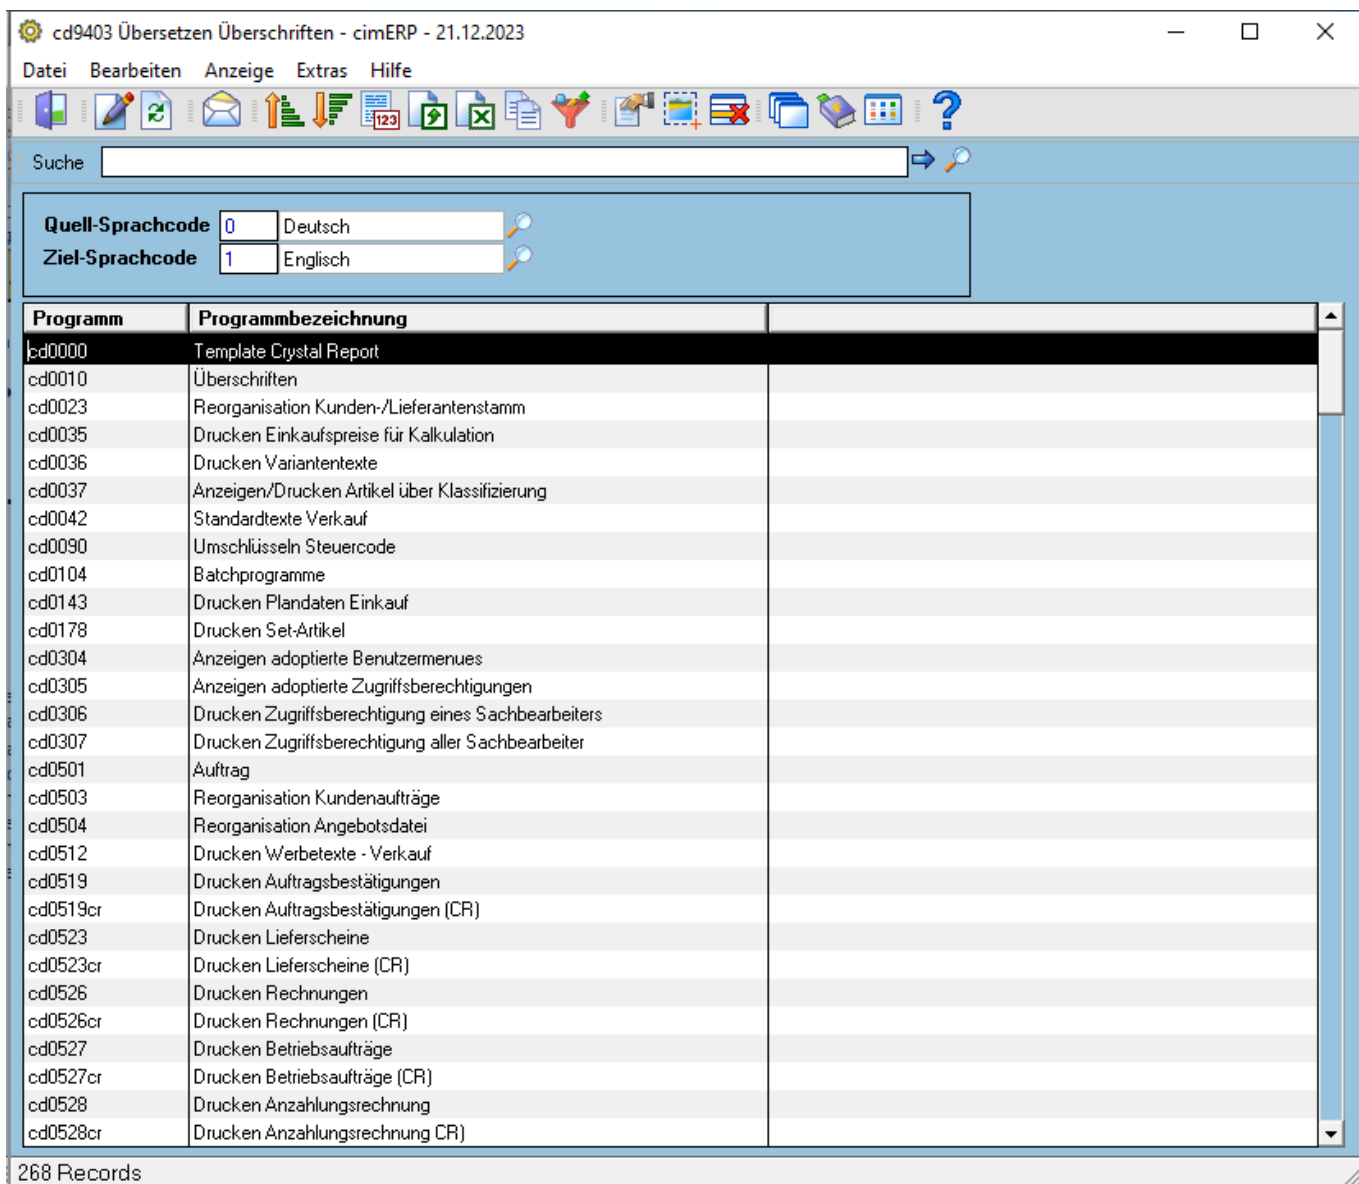 cd9403 Übersetzen Überschriften - cimERP - 21.12.2023
Datei Bearbeiten Anzeige Extras Hilfe
123
Suche
Quell-Sprachcode 0 Deutsch
Ziel-Sprachcode 1 Englisch
Programm Programmbezeichnung
cd0000 Template Crystal Report
cd0010 Überschriften
cd0023 Reorganisation Kunden-/Lieferantenstamm
cd0035 Drucken Einkaufspreise für Kalkulation
cd0036 Drucken Variantentexte
cd0037 Anzeigen/Drucken Artikel über Klassifizierung
cd0042 Standardtexte Verkauf
cd0090 Umschlüsseln Steuercode
cd0104 Batchprogramme
cd0143 Drucken Plandaten Einkauf
cd0178 Drucken Set-Artikel
cd0304 Anzeigen adoptierte Benutzermenues
cd0305 Anzeigen adoptierte Zugriffsberechtigungen
cd0306 Drucken Zugriffsberechtigung eines Sachbearbeiters
cd0307 Drucken Zugriffsberechtigung aller Sachbearbeiter
cd0501 Auftrag
cd0503 Reorganisation Kundenaufträge
cd0504 Reorganisation Angebotsdatei
cd0512 Drucken Werbetexte - Verkauf
cd0519 Drucken Auftragsbestätigungen
cd0519cr Drucken Auftragsbestätigungen (CR)
cd0523 Drucken Lieferscheine
cd0523cr Drucken Lieferscheine (CR)
cd0526 Drucken Rechnungen
cd0526cr Drucken Rechnungen (CR)
cd0527 Drucken Betriebsaufträge
cd0527cr Drucken Betriebsaufträge (CR)
cd0528 Drucken Anzahlungsrechnung
cd0528cr Drucken Anzahlungsrechnung CR)
268 Records